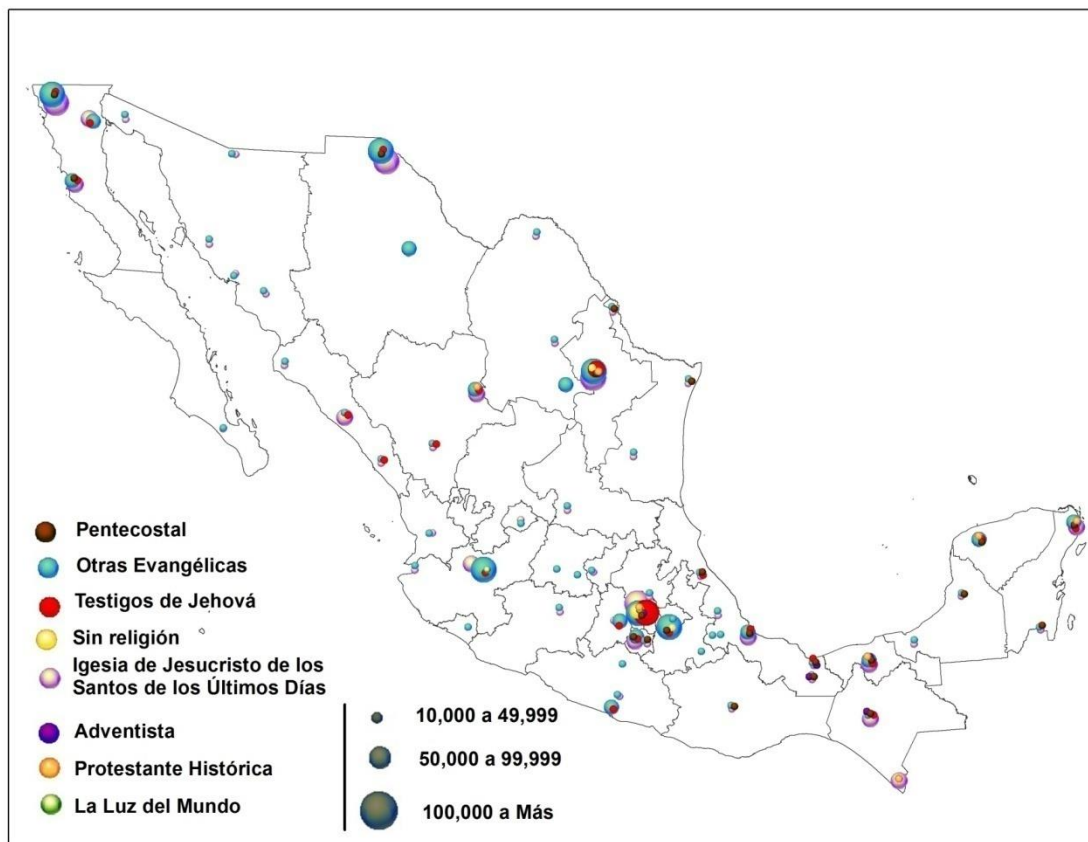 Pentecostal
Otras Evangélicas
Testigos de Jehová
Sin religión
Igesia de Jesucristo de los
Santos de los Últimos Días
Adventista
Protestante Histórica
La Luz del Mundo
10,000 a 49,999
50,000 a 99,999
100,000 a Más